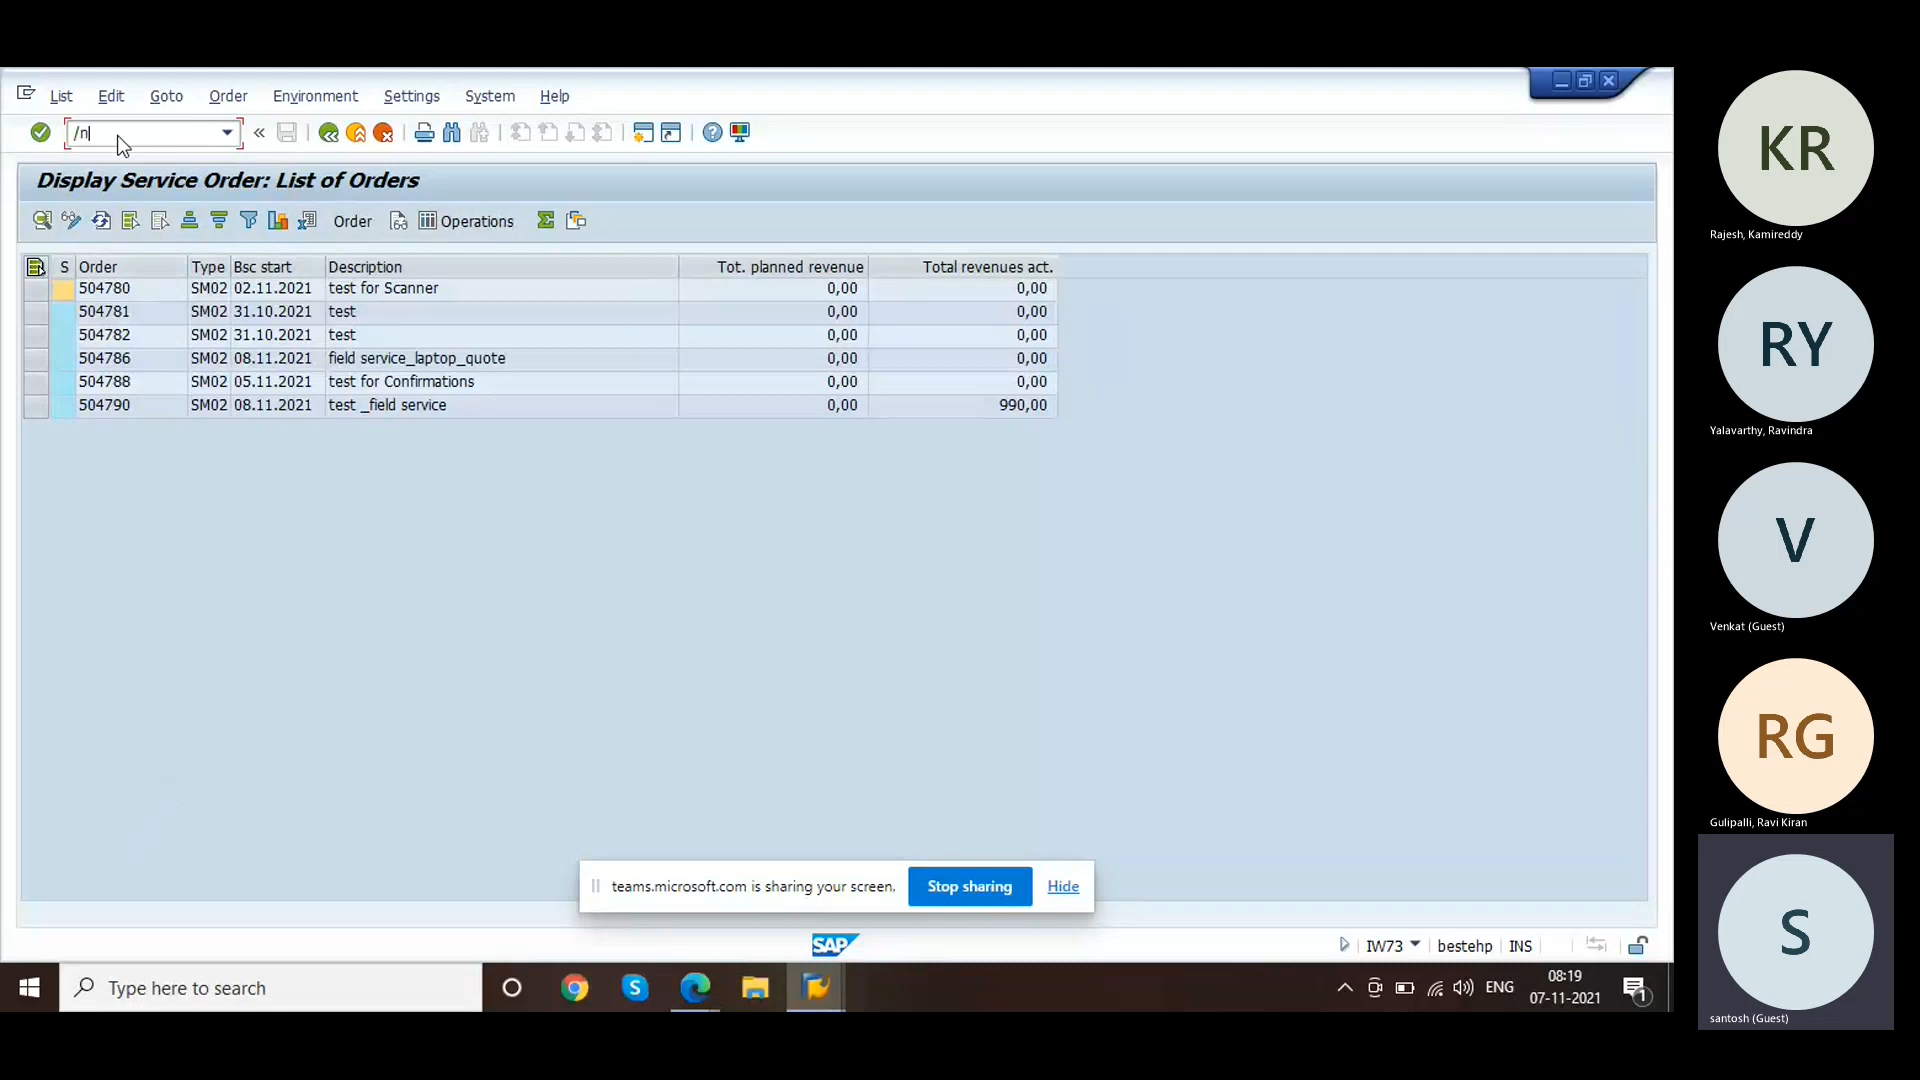 List Edit Goto Order Environment Settings System Help
/n
Display Service Order: List of Orders
Order Operations
S Order Type Bsc start Description Tot. planned revenue Total revenues act.
504780 SM02 02.11.2021 test for Scanner 0,00 0,00
504781 SM02 31.10.2021 test 0,00 0,00
504782 SM02 31.10.2021 test 0,00 0,00
504786 SM02 08.11.2021 field service_laptop_quote 0,00 0,00
504788 SM02 05.11.2021 test for Confirmations 0,00 0,00
504790 SM02 08.11.2021 test _field service 0,00 990,00
teams.microsoft.com is sharing your screen. Stop sharing Hide
SAP IW73 bestehp INS
Type here to search
S
ENG
08:19
07-11-2021
1
KR
Rajesh, Kamireddy
RY
Yalavarthy, Ravindra
V
Venkat (Guest)
RG
Gulipalli, Ravi Kiran
S
santosh (Guest)